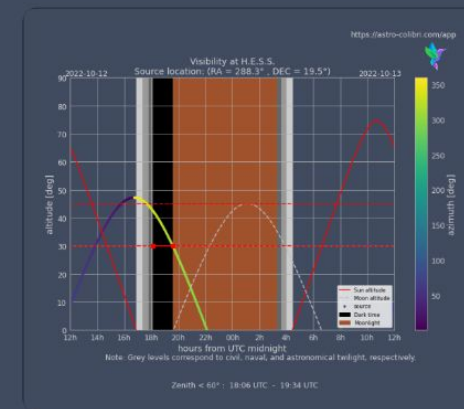 https://astro-colibri.com/app
Visibility at H.E.S.S.
Source location: (RA = 288.3° , DEC = 19.5°)
2022-10-12
2022-10-13
90
80
70
60
50
40
30
20
10
0
altitude [deg]
350
300
250
200
150
100
50
azimuth [deg]
Sun altitude
Moon altitude
source
Dark time
Moonlight
12h 14h 16h 18h 20h 22h 00h 2h 4h 6h 8h 10h 12h
hours from UTC midnight
Note: Grey levels correspond to civil, naval, and astronomical twilight, respectively.
Zenith < 60° : 18:06 UTC - 19:34 UTC